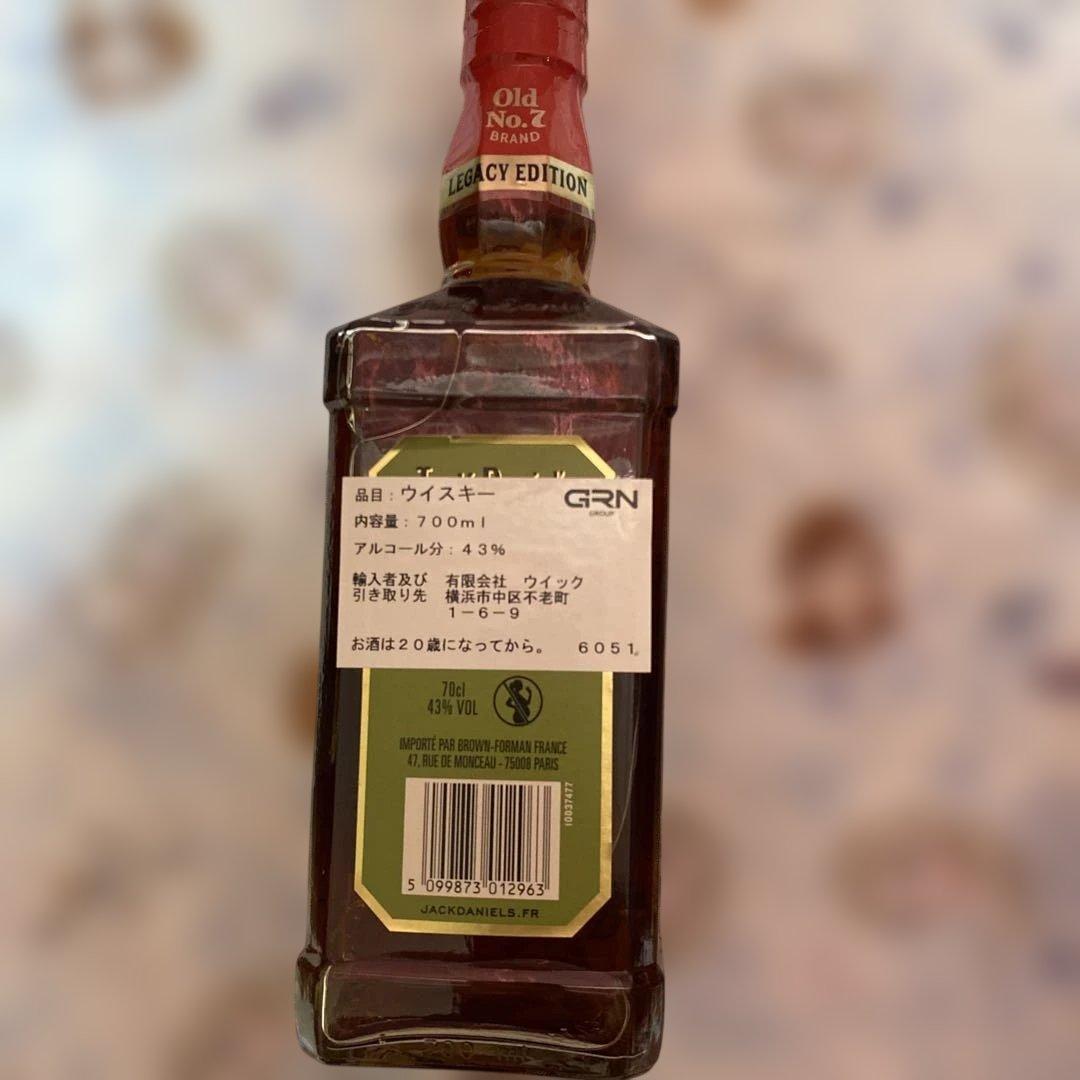 Old
No.7
BRAND
LEGACY EDITION
品目：ウイスキー
GRN
GROUP
内容量：７００ｍｌ
アルコール分：４３％
輸入者及び　有限会社　ウイック
引き取り先　横浜市中区不老町
１－６－９
お酒は２０歳になってから。　６０５１
70cl
43% VOL
IMPORTÉ PAR BROWN-FORMAN FRANCE
47, RUE DE MONCEAU - 75008 PARIS
10037477
5 099873 012963
JACKDANIELS.FR